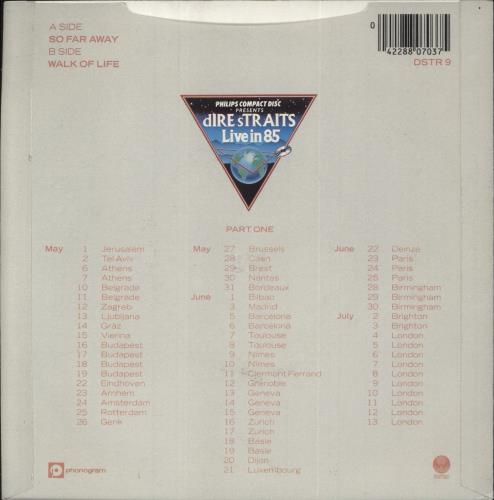 A SIDE
SO FAR AWAY
B SIDE
WALK OF LIFE
0
42288 07037
DSTR 9
PHILIPS COMPACT DISC
PRESENTS
dIRE sTRAITS
Live in 85
PART ONE
May 1 Jerusalem
2 Tel Aviv
6 Athens
7 Athens
10 Belgrade
11 Belgrade
12 Zagreb
13 Ljubljana
14 Graz
15 Vienna
16 Budapest
17 Budapest
18 Budapest
19 Budapest
22 Eindhoven
23 Arnhem
24 Amsterdam
25 Rotterdam
26 Genk
May 27 Brussels
28 Caen
29 Brest
30 Nantes
31 Bordeaux
June 1 Bilbao
3 Madrid
5 Barcelona
6 Barcelona
7 Toulouse
8 Toulouse
9 Nimes
10 Nimes
11 Clermont Ferrand
12 Grenoble
13 Geneva
14 Geneva
15 Geneva
16 Zurich
17 Zurich
18 Basle
19 Basle
20 Dijon
21 Luxembourg
June 22 Deinze
23 Paris
24 Paris
25 Paris
28 Birmingham
29 Birmingham
30 Birmingham
July 2 Brighton
3 Brighton
4 London
5 London
6 London
7 London
8 London
9 London
10 London
11 London
12 London
13 London
phonogram